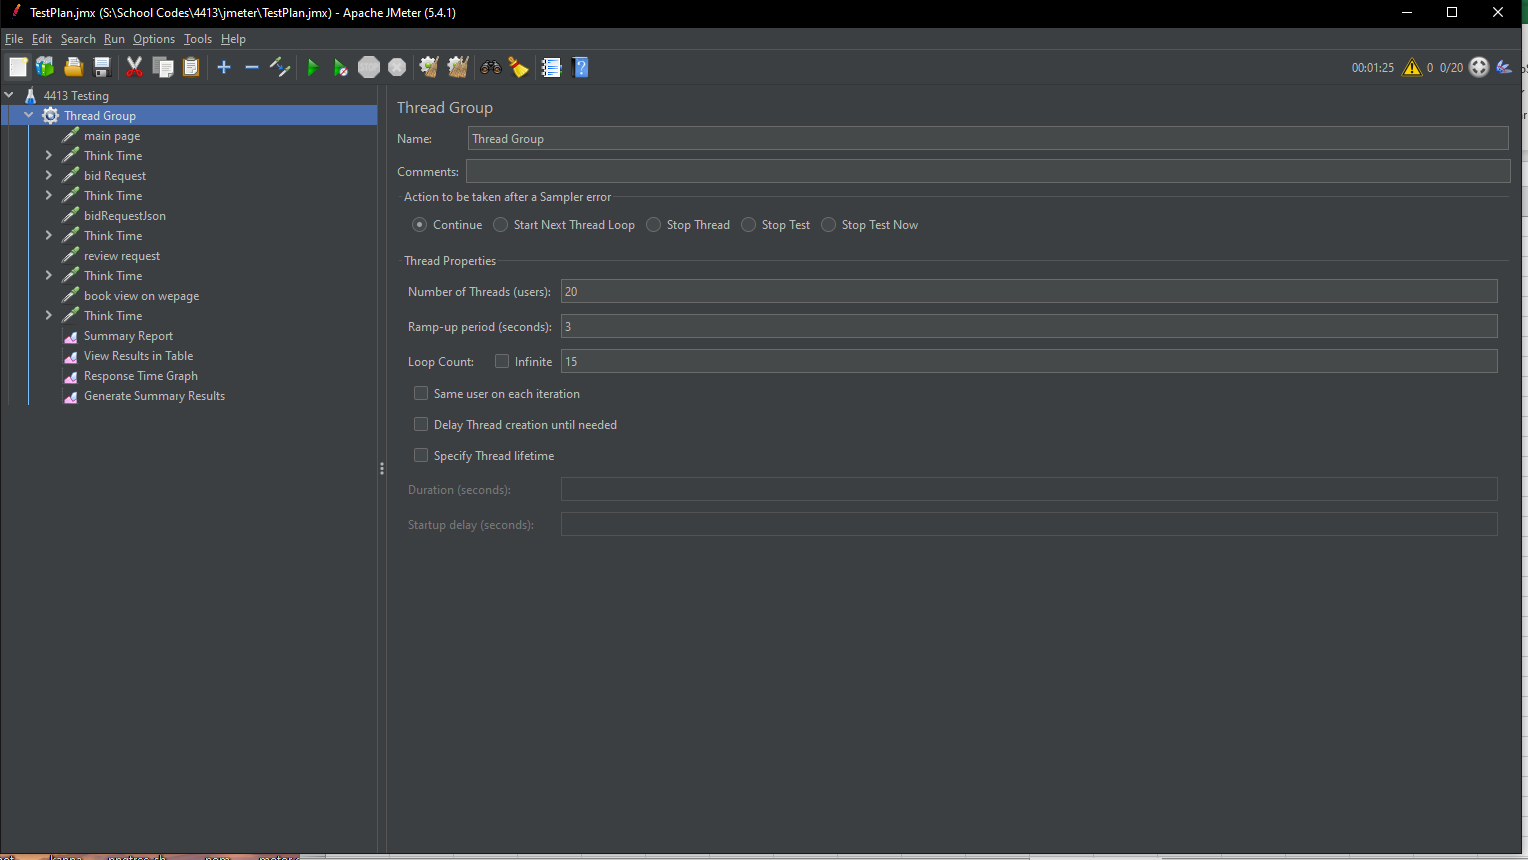 TestPlan.jmx (S:\School Codes\4413\jmeter\TestPlan.jmx) - Apache JMeter (5.4.1)
File Edit Search Run Options Tools Help
STOP
00:01:25 0 0/20
4413 Testing
Thread Group
main page
Think Time
bid Request
Think Time
bidRequestJson
Think Time
review request
Think Time
book view on wepage
Think Time
Summary Report
View Results in Table
Response Time Graph
Generate Summary Results
Thread Group
Name: Thread Group
Comments:
Action to be taken after a Sampler error
Continue Start Next Thread Loop Stop Thread Stop Test Stop Test Now
Thread Properties
Number of Threads (users): 20
Ramp-up period (seconds): 3
Loop Count: Infinite 15
Same user on each iteration
Delay Thread creation until needed
Specify Thread lifetime
Duration (seconds):
Startup delay (seconds):